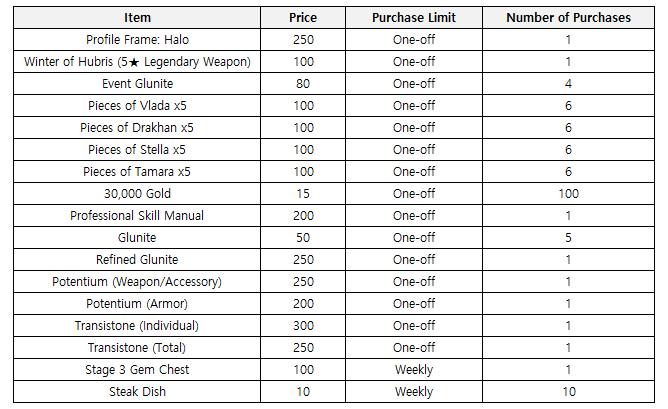 Item Price Purchase Limit Number of Purchases
Profile Frame: Halo 250 One-off 1
Winter of Hubris (5★ Legendary Weapon) 100 One-off 1
Event Glunite 80 One-off 4
Pieces of Vlada x5 100 One-off 6
Pieces of Drakhan x5 100 One-off 6
Pieces of Stella x5 100 One-off 6
Pieces of Tamara x5 100 One-off 6
30,000 Gold 15 One-off 100
Professional Skill Manual 200 One-off 1
Glunite 50 One-off 5
Refined Glunite 250 One-off 1
Potentium (Weapon/Accessory) 250 One-off 1
Potentium (Armor) 200 One-off 1
Transistone (Individual) 300 One-off 1
Transistone (Total) 250 One-off 1
Stage 3 Gem Chest 100 Weekly 1
Steak Dish 10 Weekly 10